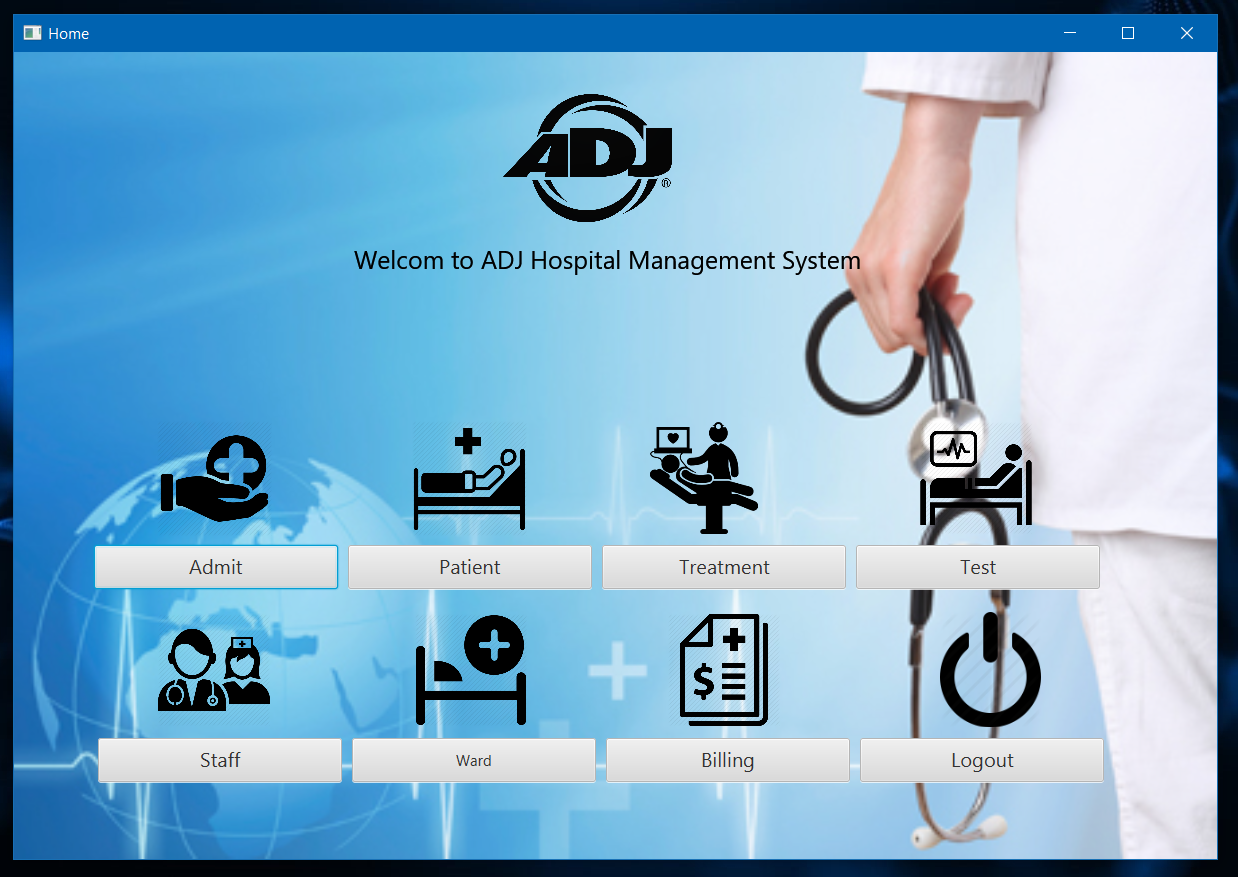 Home
ADJ
®
Welcom to ADJ Hospital Management System
Admit
Patient
Treatment
Test
$
Staff
Ward
Billing
Logout